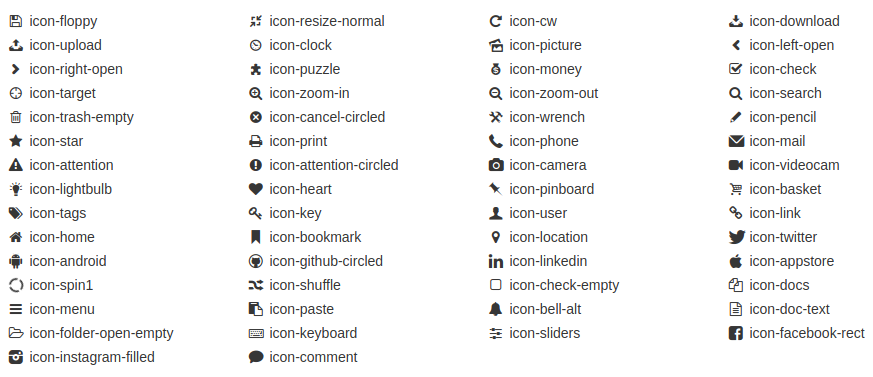 icon-floppy icon-resize-normal icon-cw icon-download
icon-upload icon-clock icon-picture icon-left-open
icon-right-open icon-puzzle icon-money icon-check
icon-target icon-zoom-in icon-zoom-out icon-search
icon-trash-empty icon-cancel-circled icon-wrench icon-pencil
icon-star icon-print icon-phone icon-mail
icon-attention icon-attention-circled icon-camera icon-videocam
icon-lightbulb icon-heart icon-pinboard icon-basket
icon-tags icon-key icon-user icon-link
icon-home icon-bookmark icon-location icon-twitter
icon-android icon-github-circled icon-linkedin icon-appstore
icon-spin1 icon-shuffle icon-check-empty icon-docs
icon-menu icon-paste icon-bell-alt icon-doc-text
icon-folder-open-empty icon-keyboard icon-sliders icon-facebook-rect
icon-instagram-filled icon-comment